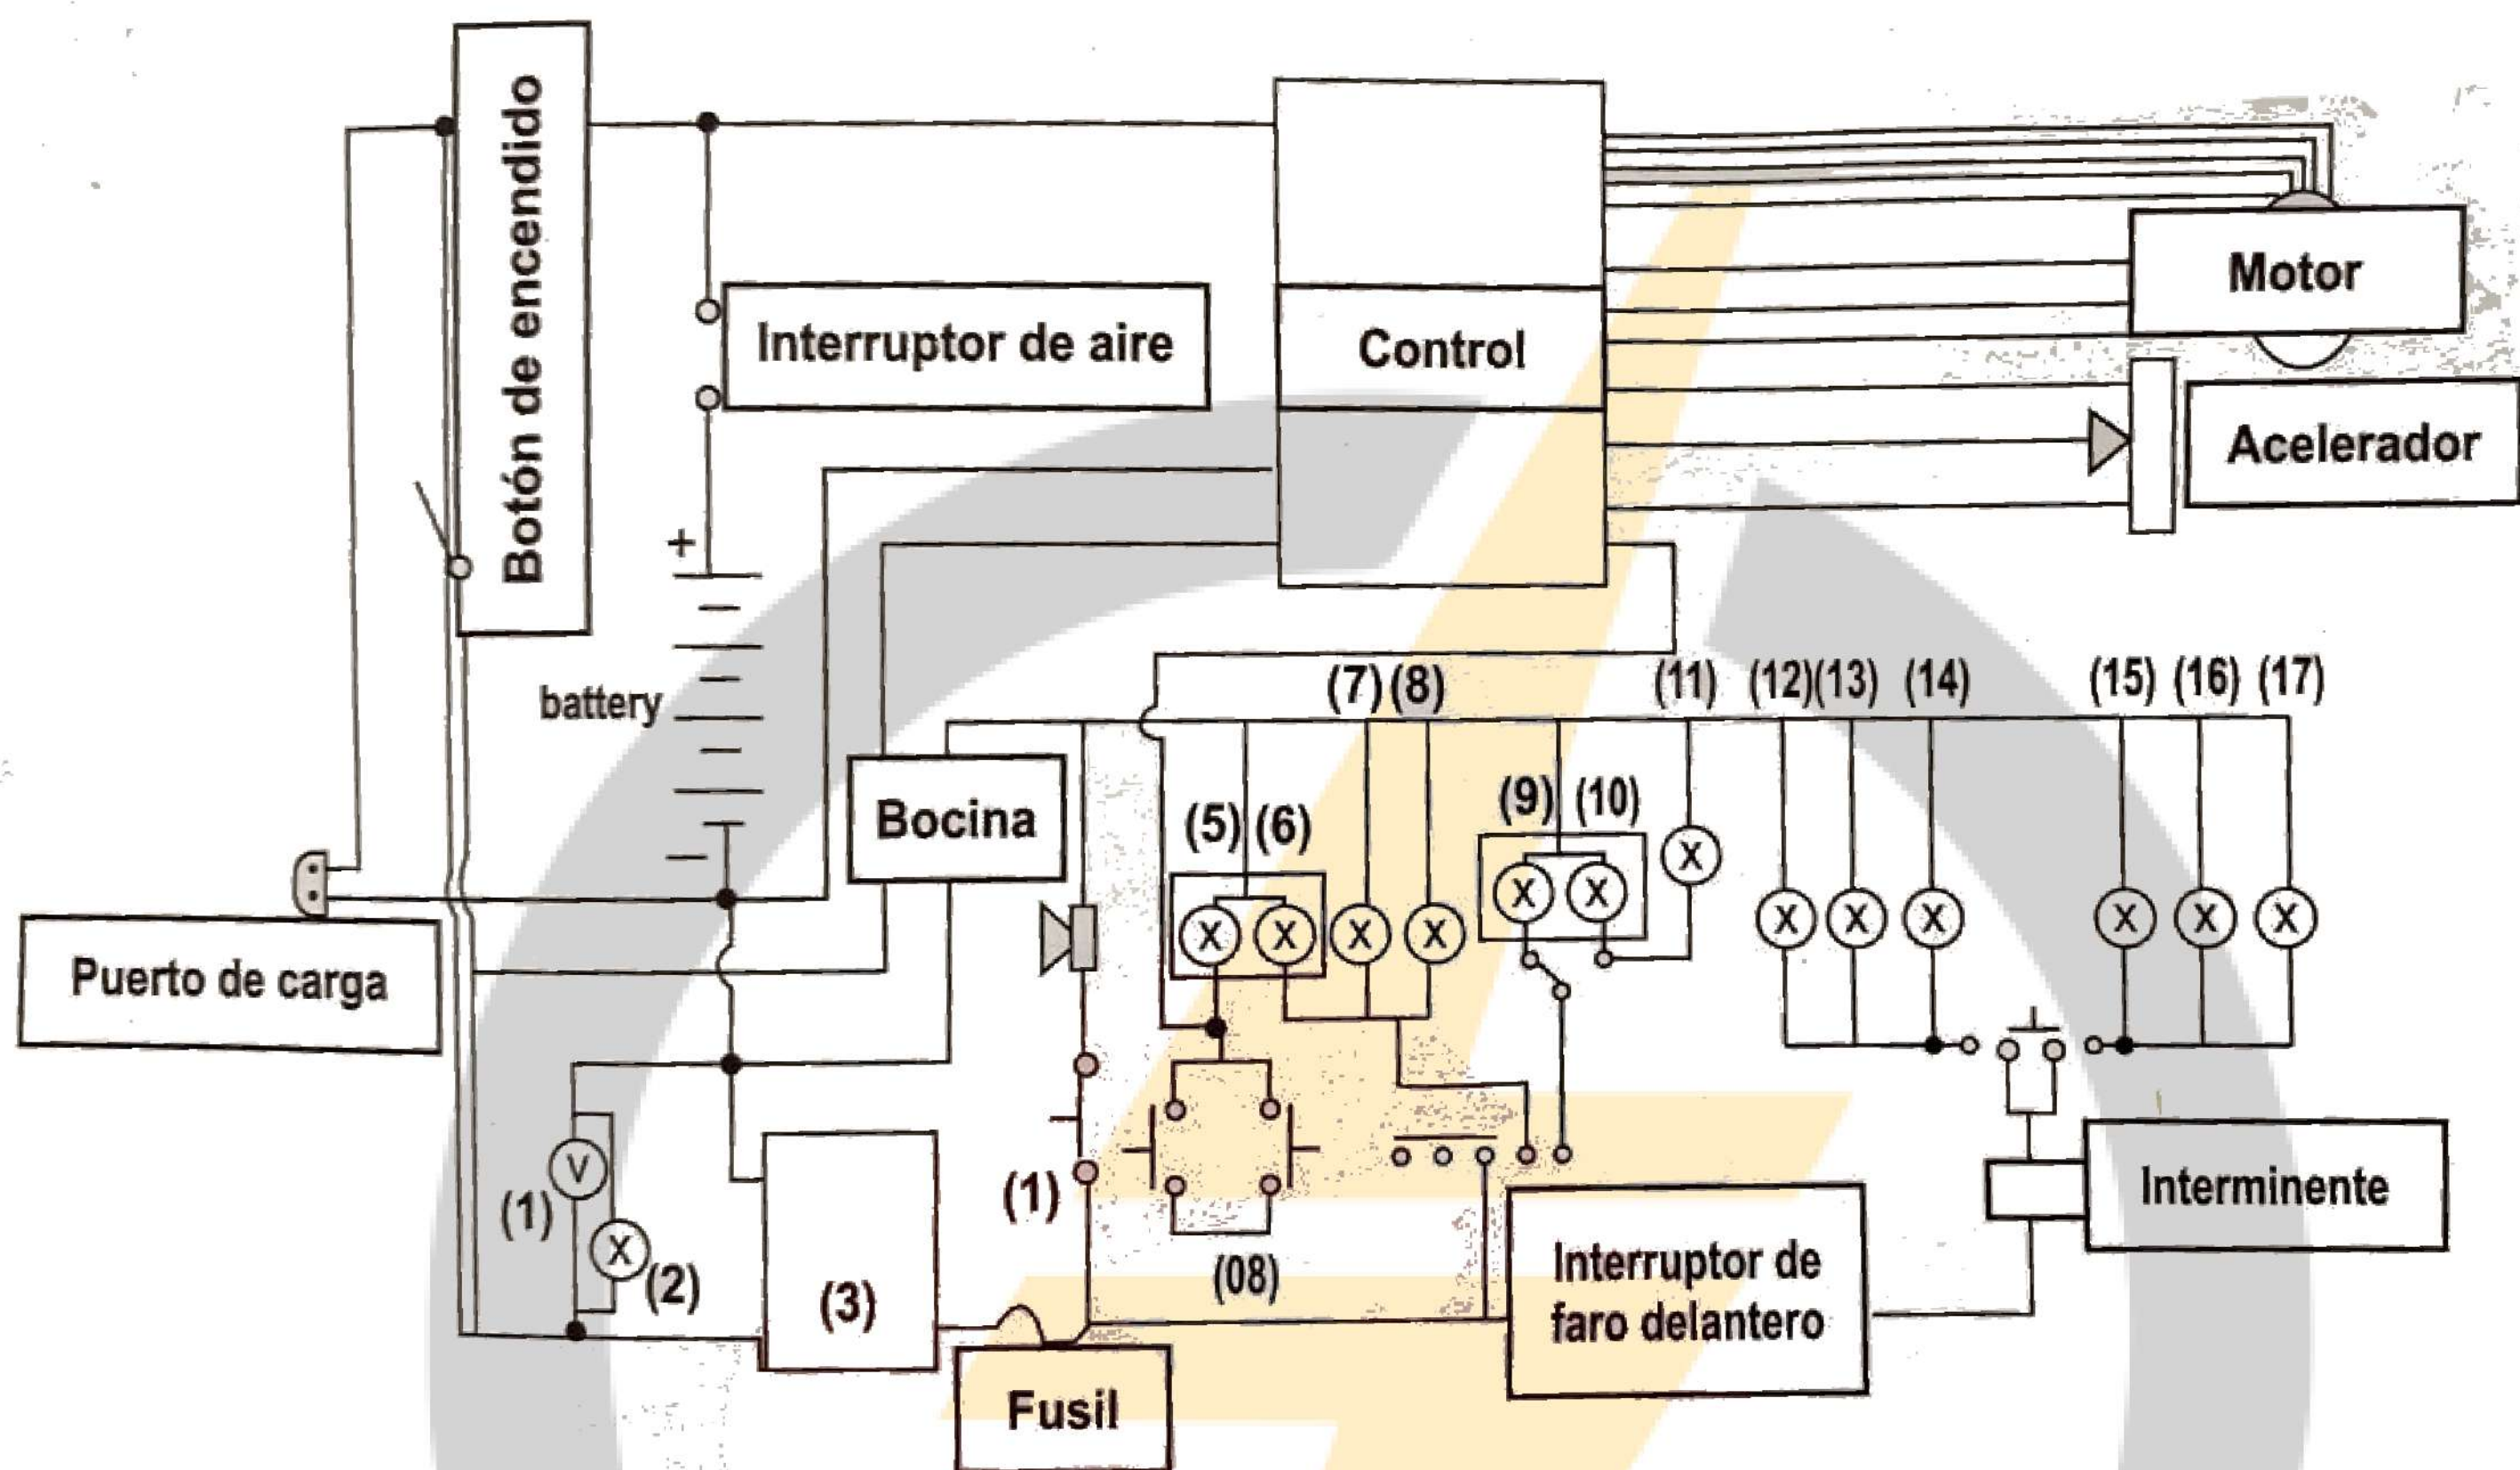 Botón de encendido
Interruptor de aire
Control
Motor
Acelerador
+
battery
−
(7) (8)
(11)
(12)(13)
(14)
(15)
(16)
(17)
Bocina
(5) (6)
(9) (10)
X
X
X
X
X
X
X
X
X
X
X
X
X
Puerto de carga
V
(1)
X
(2)
(3)
(1)
(08)
Interruptor de
faro delantero
Interminente
Fusil